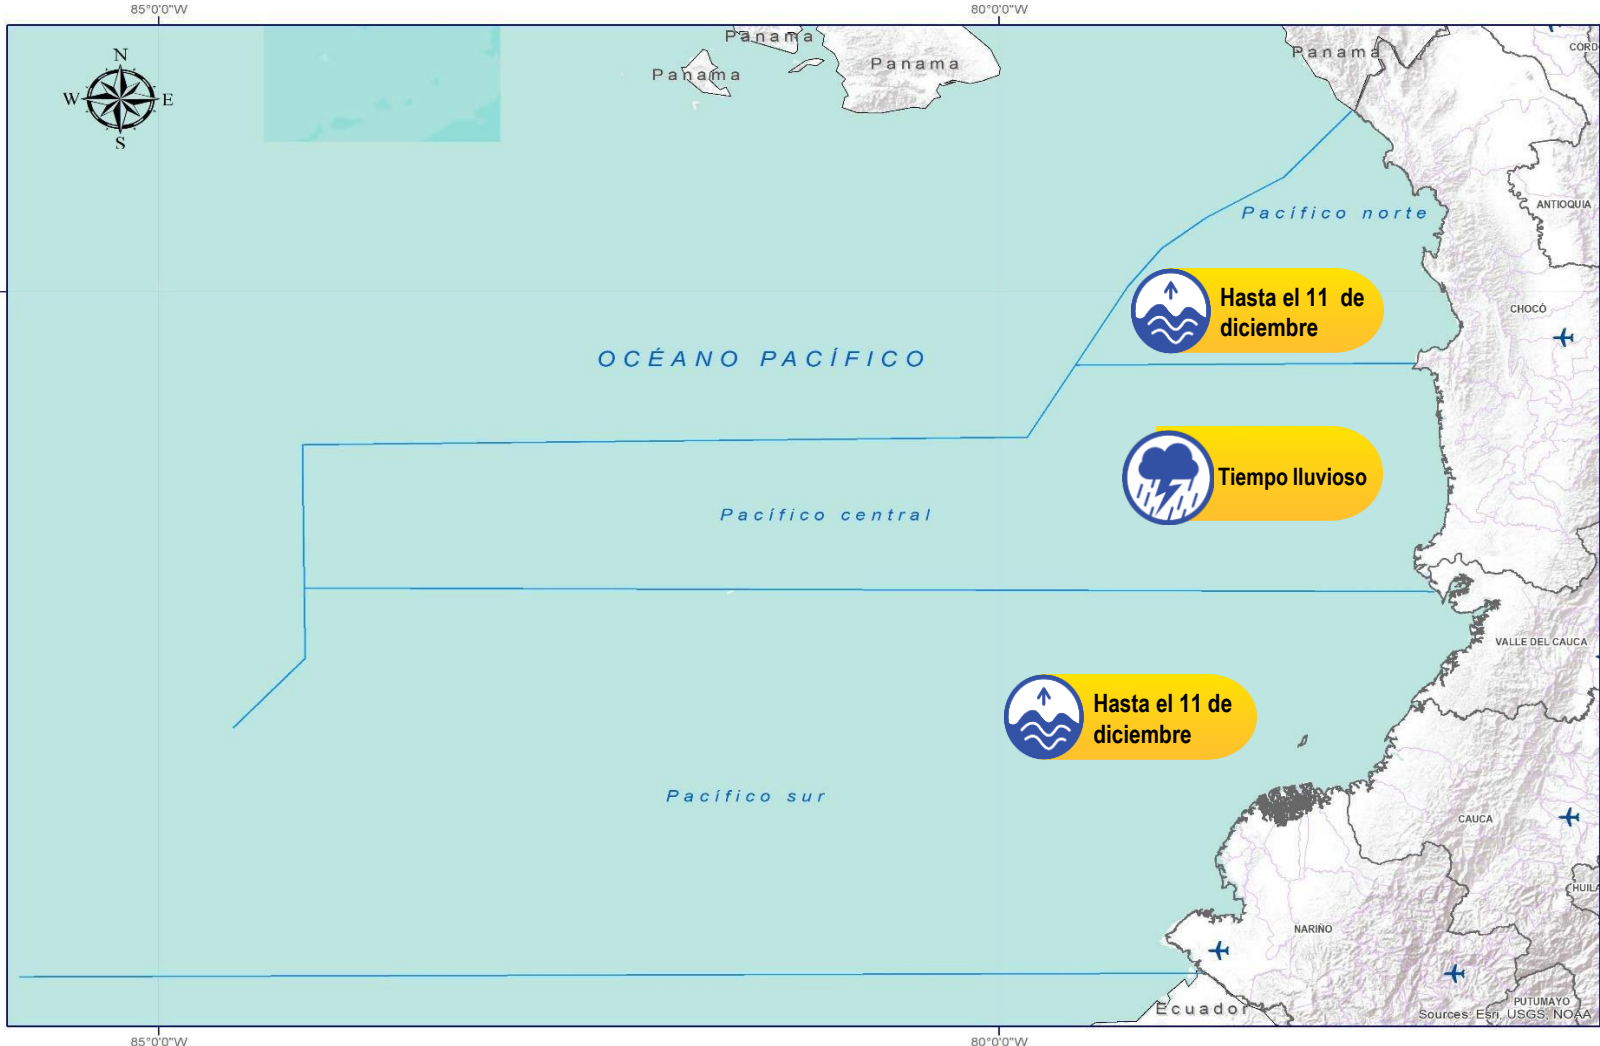 85°0'0"W
80°0'0"W
N
W
E
S
Panama
Panama
Panama
Panama
CÓRD
Pacífico norte
ANTIOQUIA
Hasta el 11 de
diciembre
CHOCÓ
OCÉANO PACÍFICO
Tiempo lluvioso
Pacífico central
VALLE DEL CAUCA
Hasta el 11 de
diciembre
Pacífico sur
CAUCA
HUILA
NARIÑO
PUTUMAYO
Ecuador
Sources: Esri, USGS, NOAA
85°0'0"W
80°0'0"W